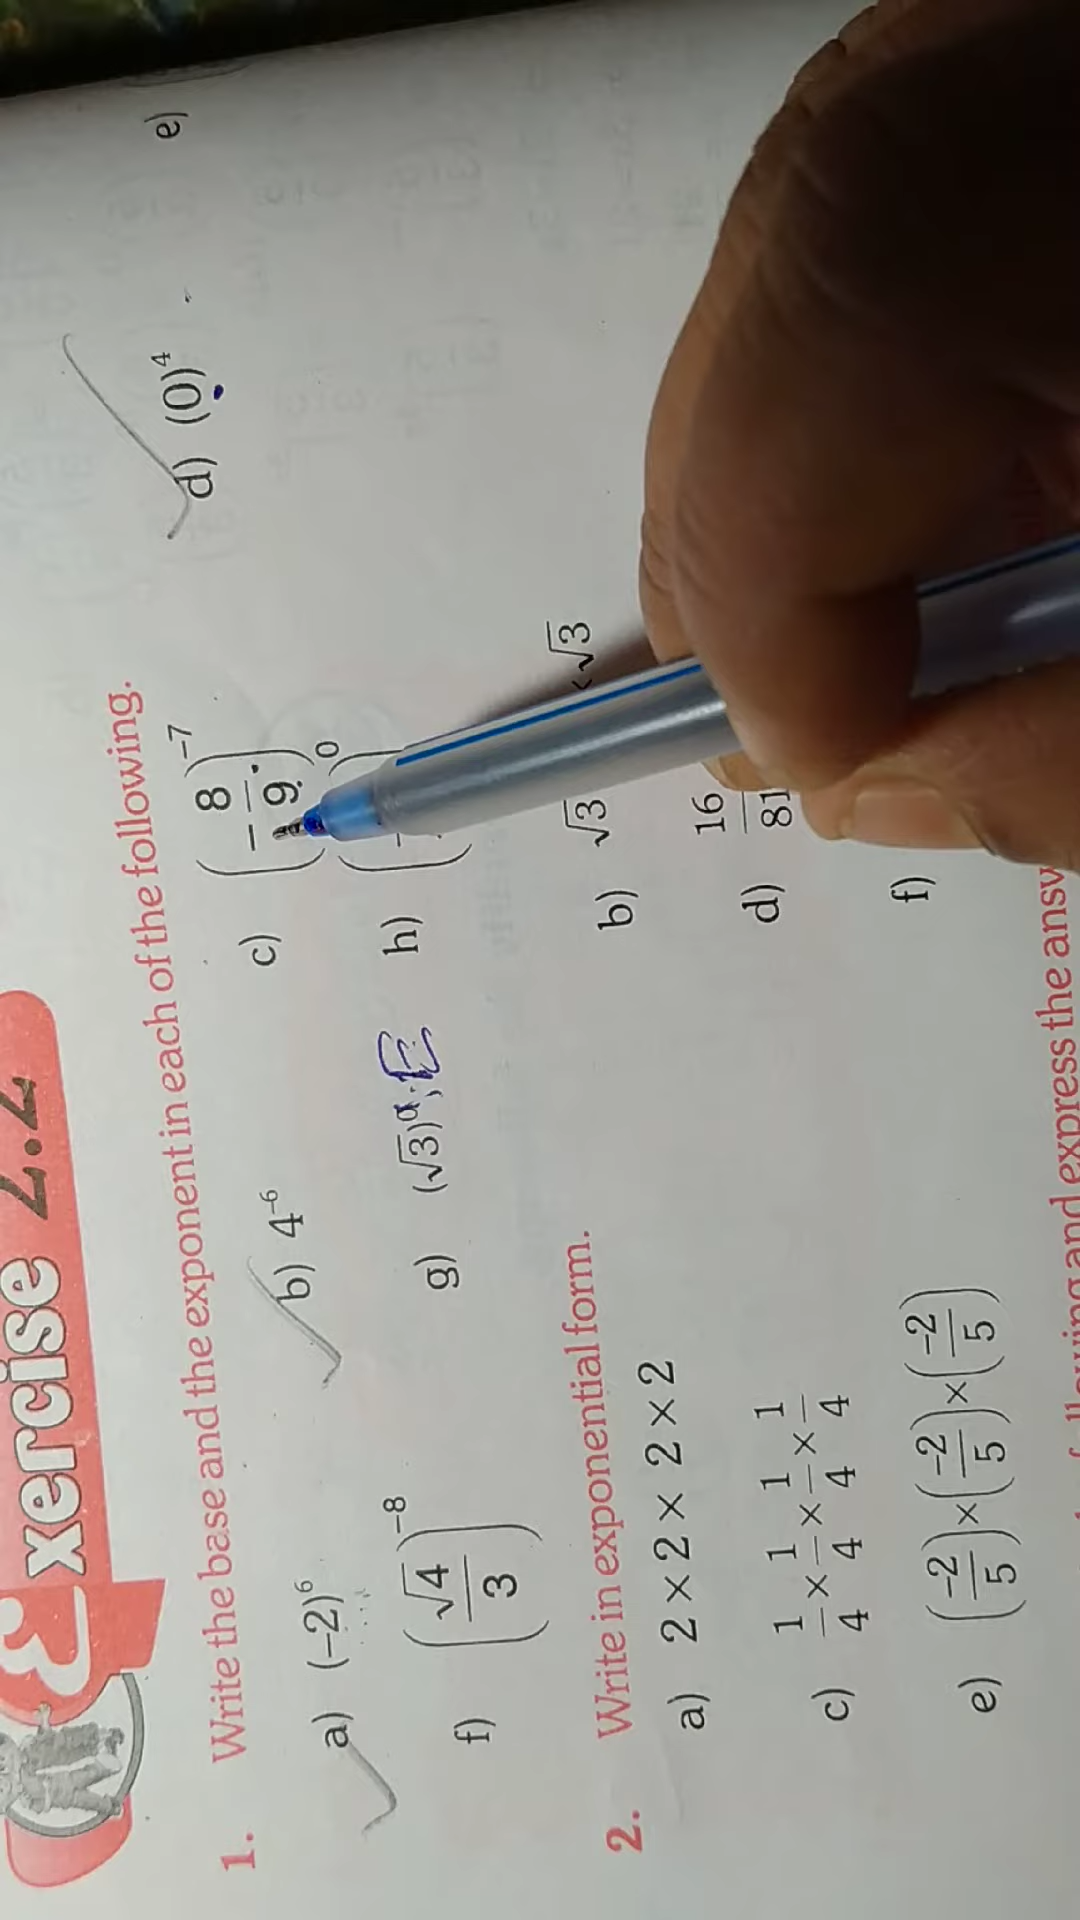 Exercise 2.2
1. Write the base and the exponent in each of the following.
a) (–2)⁶ b) 4⁻⁶ c) (–8/9)⁻⁷ d) (0)⁴ e)
f) (√4/3)⁻⁸ g) (√3)ᵅ h)
2. Write in exponential form.
a) 2 × 2 × 2 × 2 b) √3 √3
c) 1/4 × 1/4 × 1/4 × 1/4 d) 16/81
e) (–2/5) × (–2/5) × (–2/5) f)
and express the